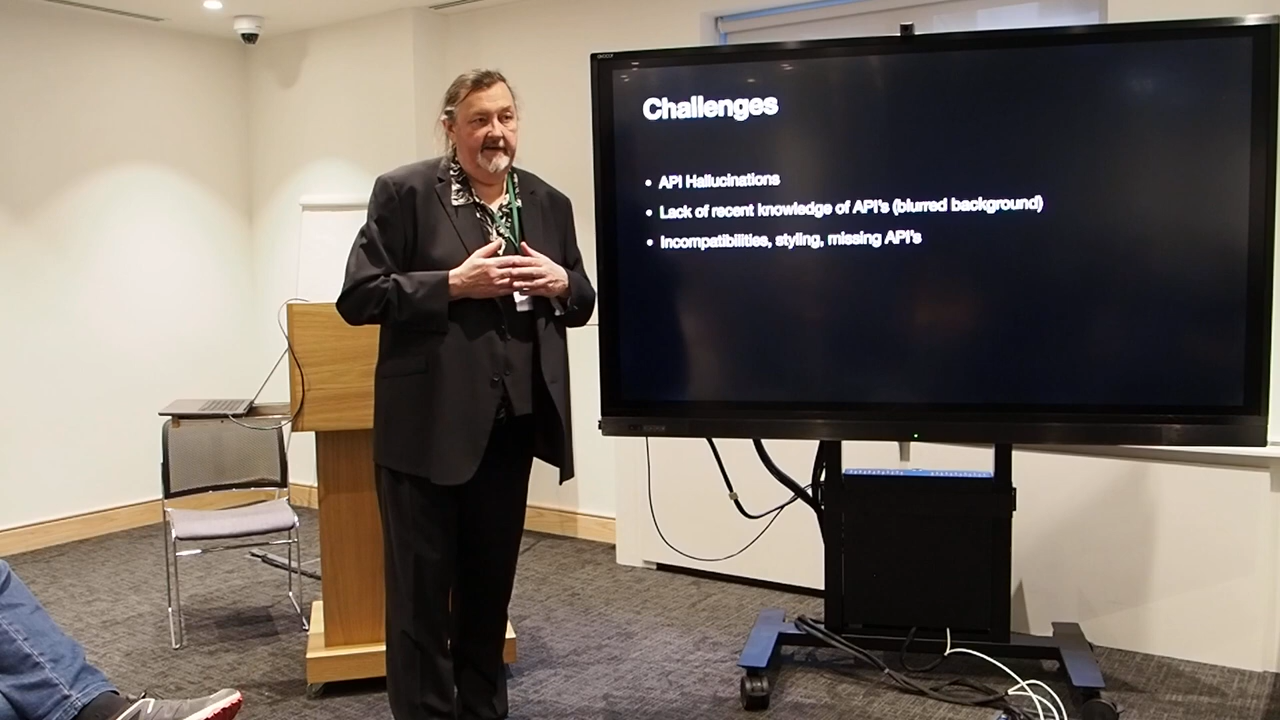 Challenges
• API Hallucinations
• Lack of recent knowledge of API's (blurred background)
• Incompatibilities, styling, missing API's